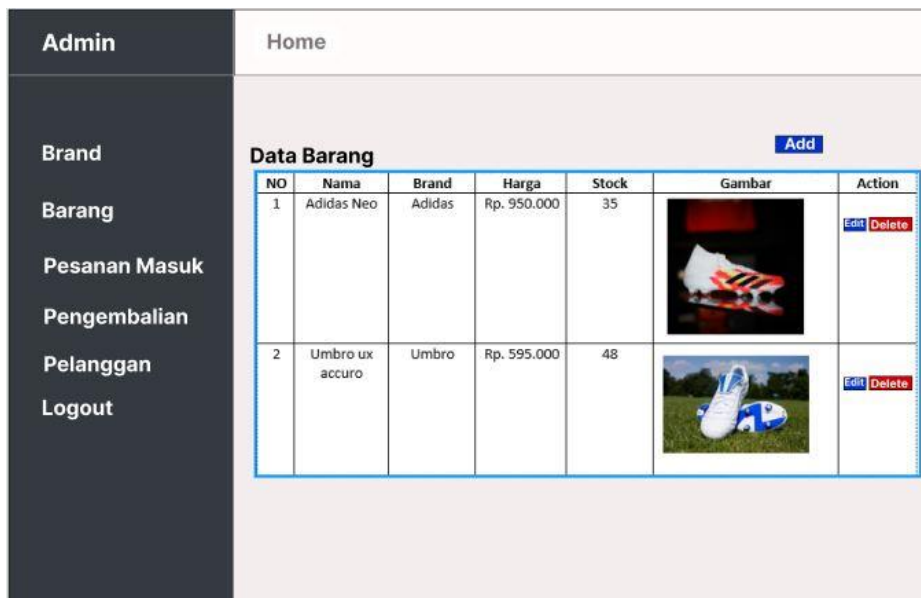 Admin
Home
Brand
Barang
Pesanan Masuk
Pengembalian
Pelanggan
Logout
Data Barang
Add
NO Nama Brand Harga Stock Gambar Action
1 Adidas Neo Adidas Rp. 950.000 35 Edit Delete
2 Umbro ux Umbro Rp. 595.000 48 Edit Delete
accuro